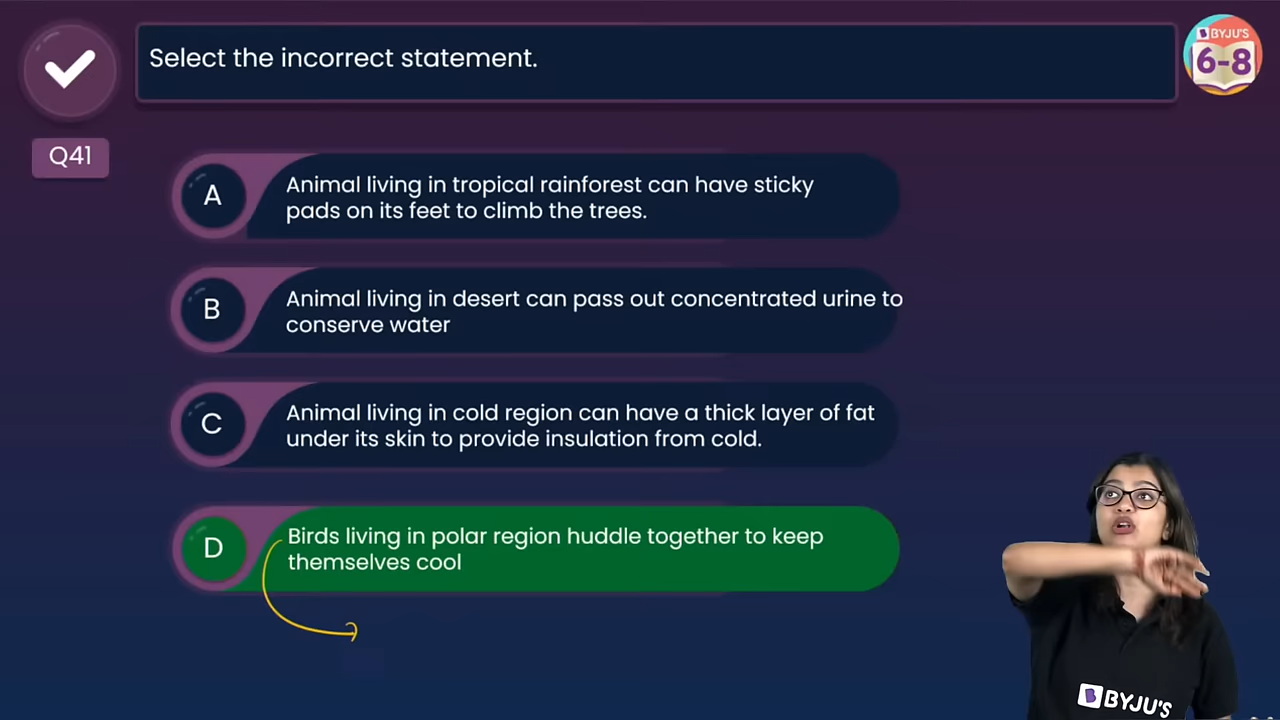 Select the incorrect statement.
BYJU'S
6-8
Q41
A
Animal living in tropical rainforest can have sticky
pads on its feet to climb the trees.
B
Animal living in desert can pass out concentrated urine to
conserve water
C
Animal living in cold region can have a thick layer of fat
under its skin to provide insulation from cold.
D
Birds living in polar region huddle together to keep
themselves cool
BYJU'S